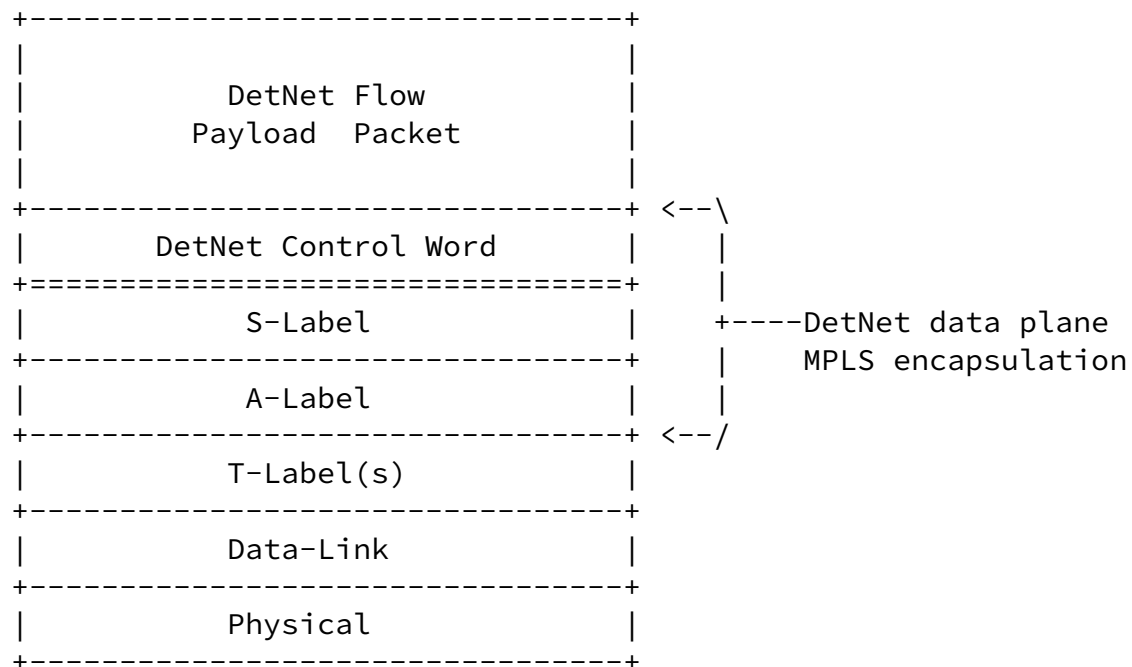 DetNet Flow
Payload  Packet
<--\
DetNet Control Word
S-Label
+----DetNet data plane
MPLS encapsulation
A-Label
<--/
T-Label(s)
Data-Link
Physical